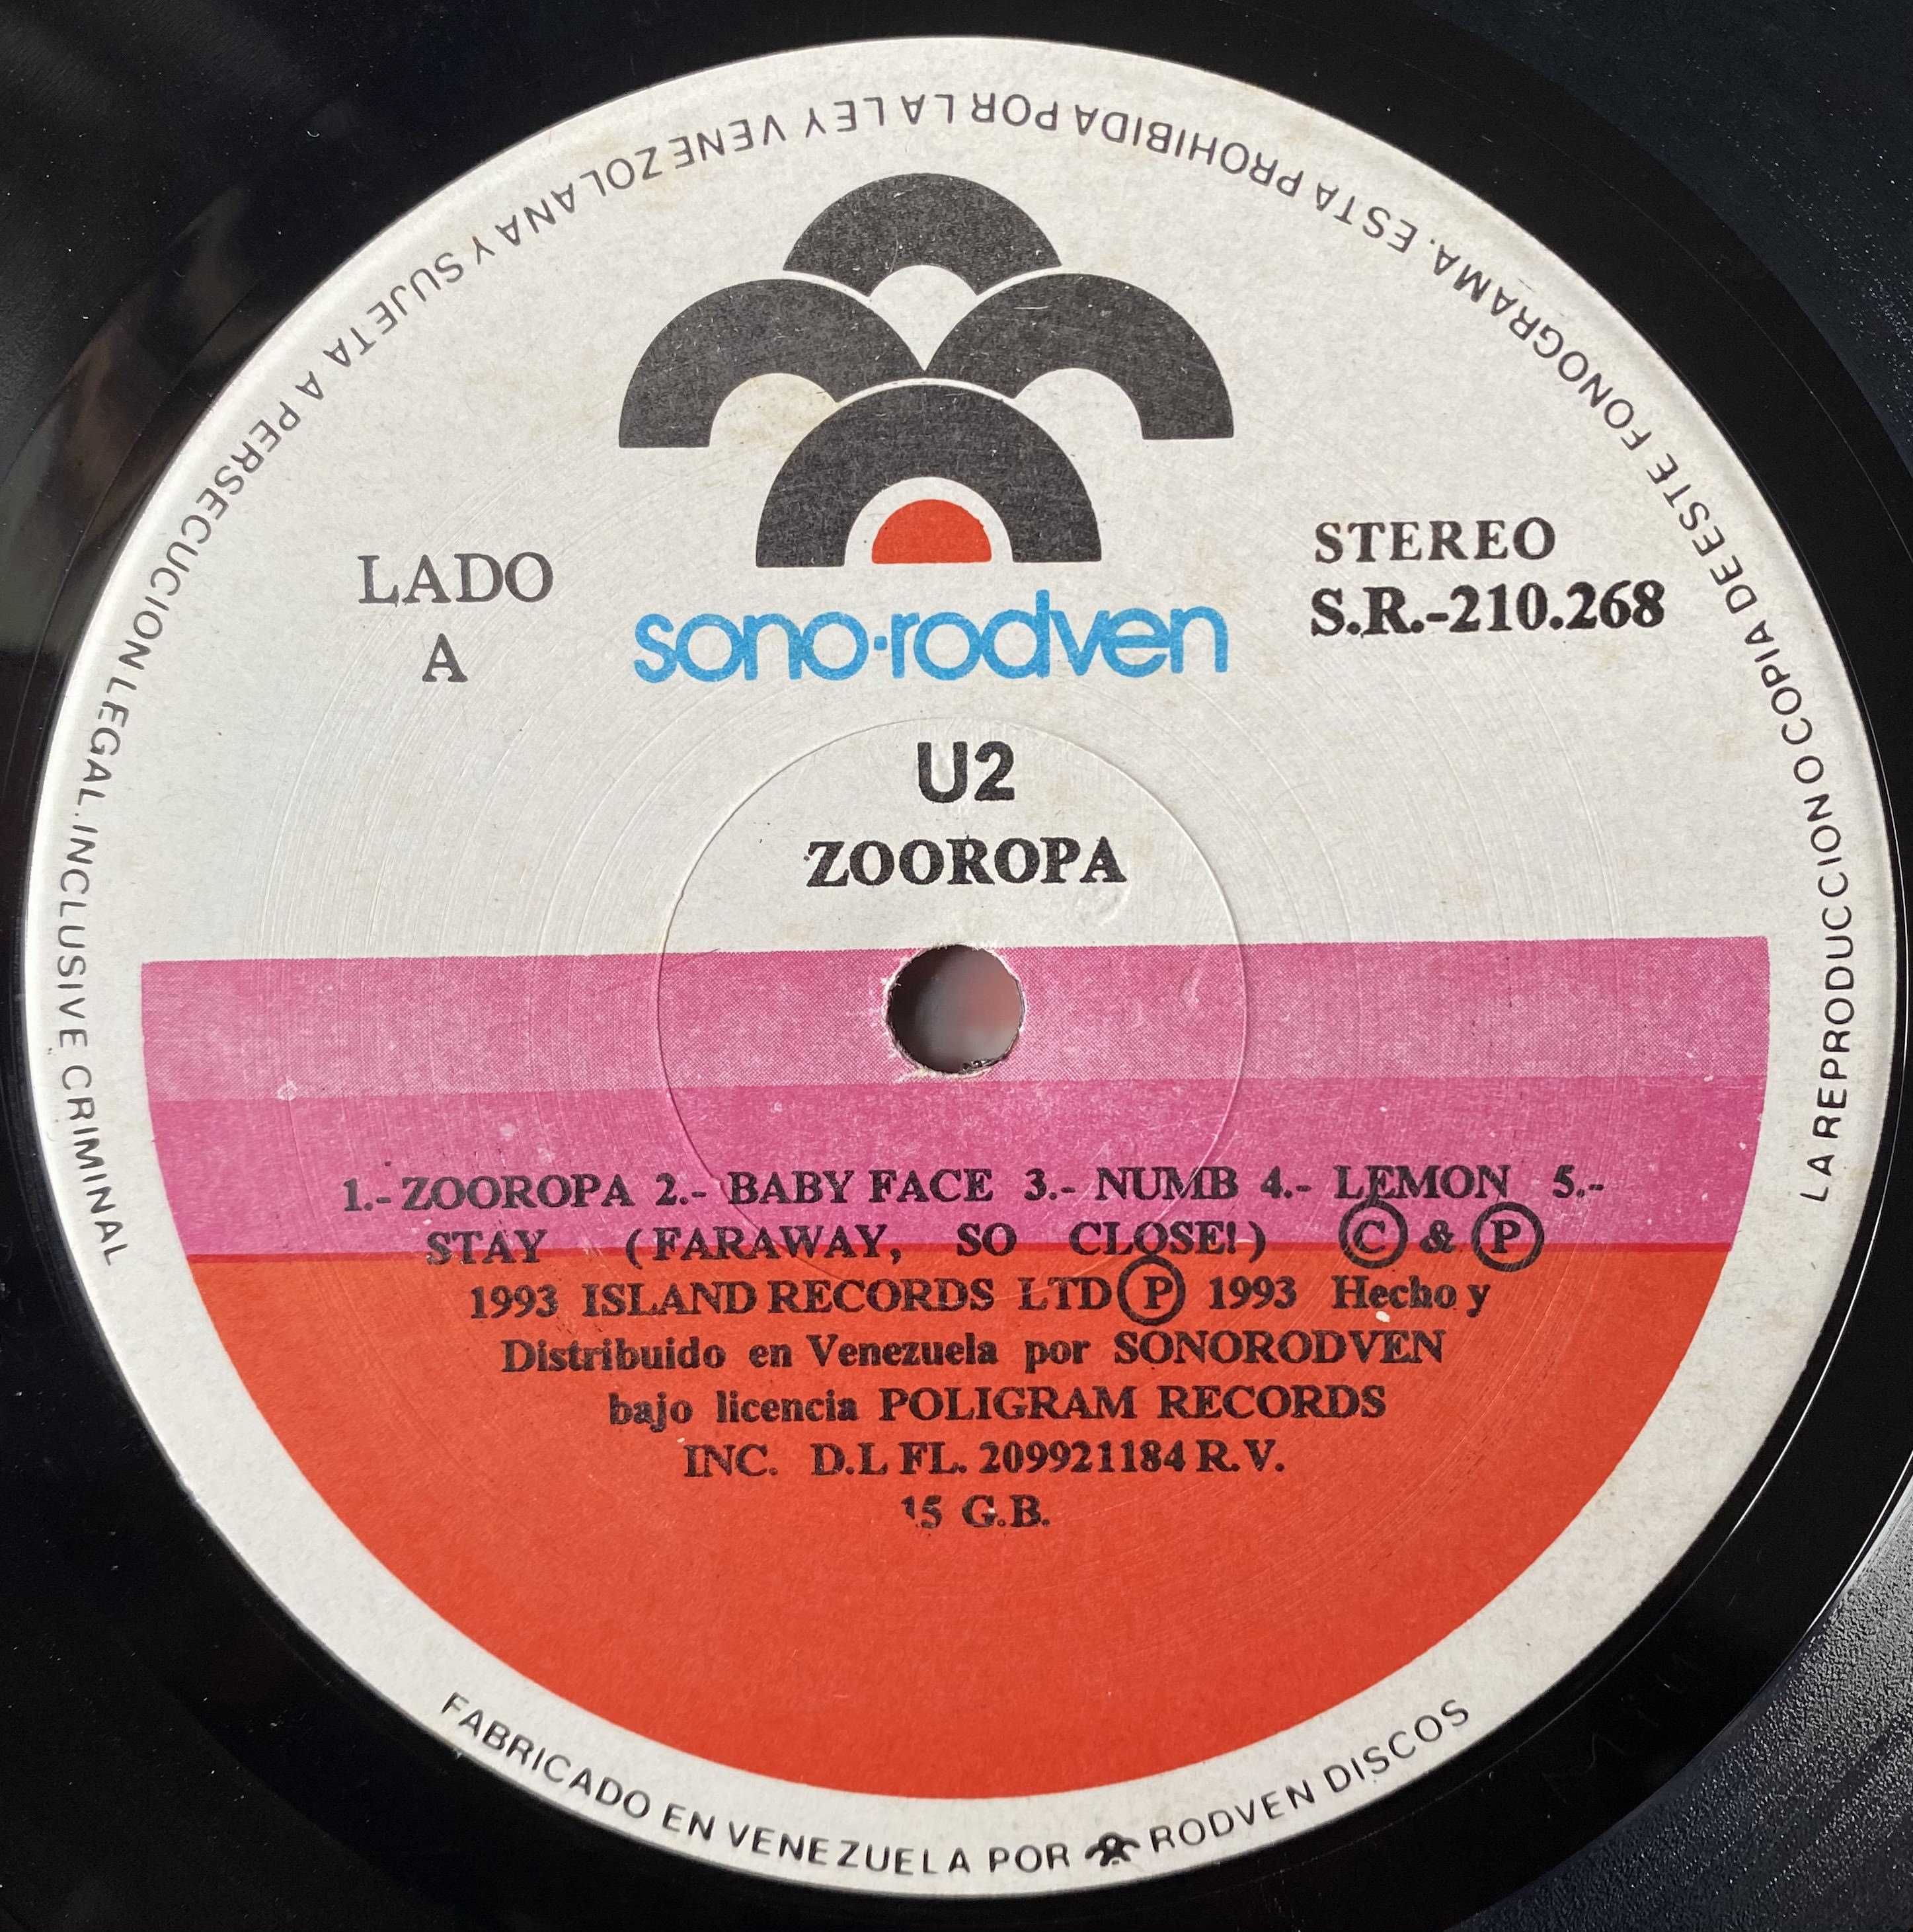 LA REPRODUCCION O COPIA DE ESTE FONOGRAMA. ESTA PROHIBIDA POR LA LEY VENEZOLANA Y SUJETA A PERSECUCION LEGAL. INCLUSIVE CRIMINAL
LADO
A
sono·rodven
STEREO
S.R.-210.268
U2
ZOOROPA
1.- ZOOROPA 2.- BABY FACE 3.- NUMB 4.- LEMON 5.-
STAY (FARAWAY, SO CLOSE!) Ⓒ & Ⓟ
1993 ISLAND RECORDS LTD Ⓟ 1993 Hecho y
Distribuido en Venezuela por SONORODVEN
bajo licencia POLIGRAM RECORDS
INC. D.L FL. 209921184 R.V.
15 G.B.
FABRICADO EN VENEZUELA POR RODVEN DISCOS